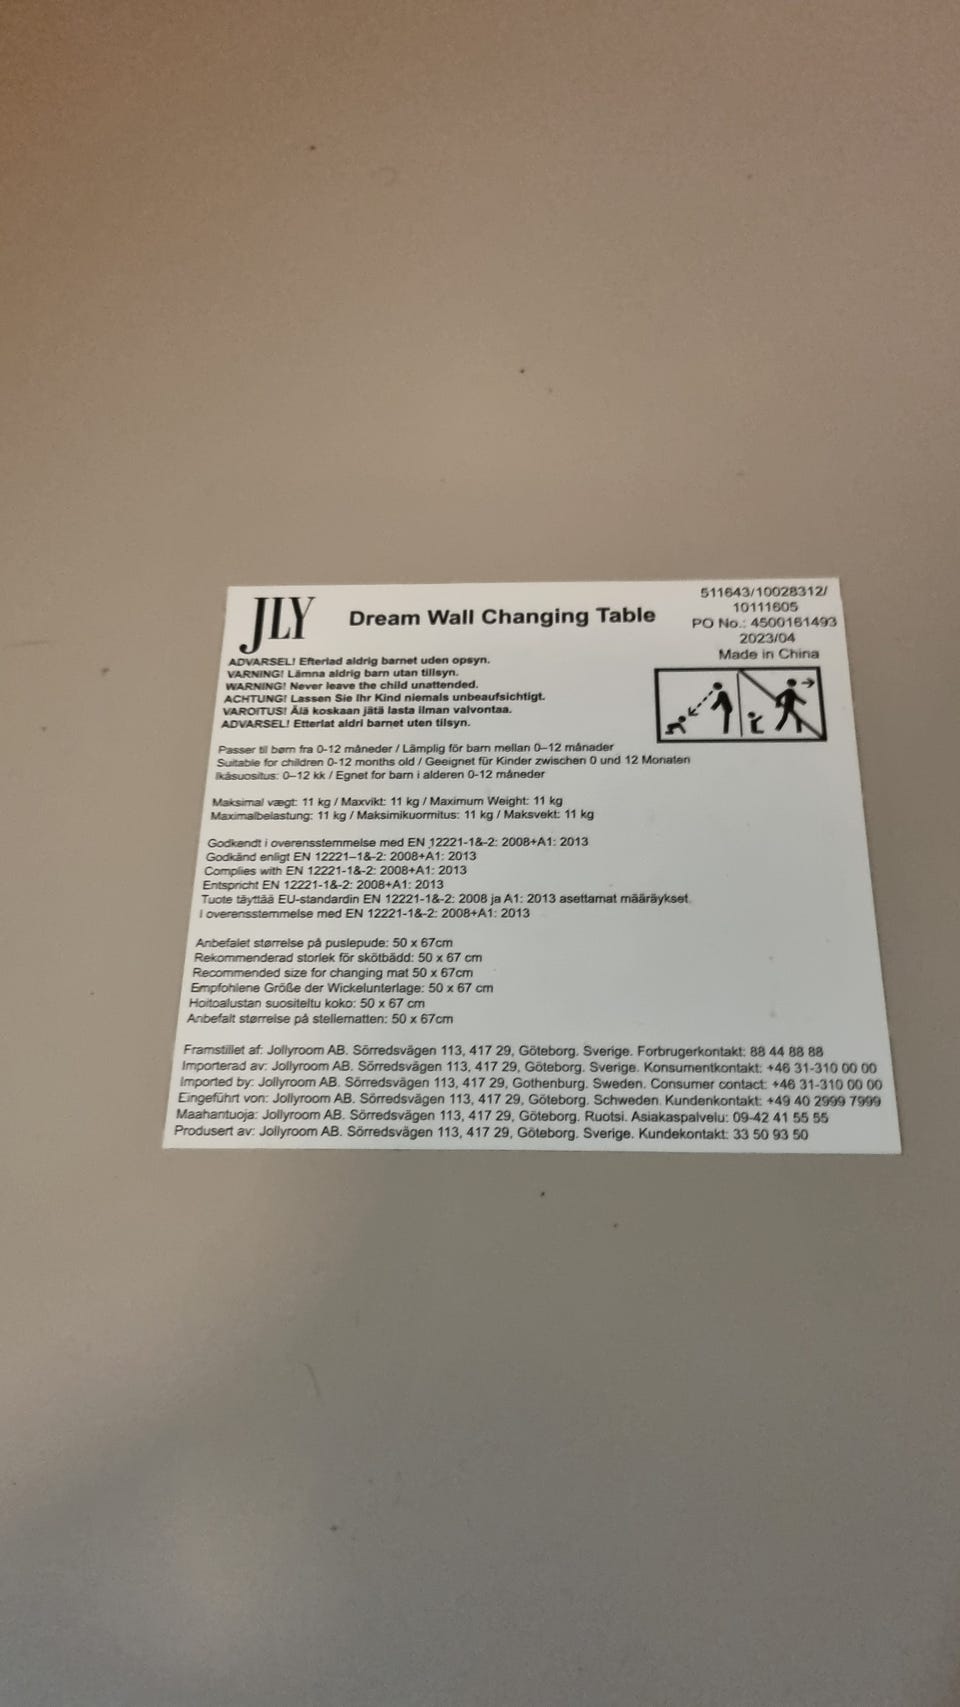 JLY
Dream Wall Changing Table
511643/10028312/
10111605
PO No.: 4500161493
2023/04
Made in China
ADVARSEL! Efterlad aldrig barnet uden opsyn.
VARNING! Lämna aldrig barn utan tillsyn.
WARNING! Never leave the child unattended.
ACHTUNG! Lassen Sie Ihr Kind niemals unbeaufsichtigt.
VAROITUS! Älä koskaan jätä lasta ilman valvontaa.
ADVARSEL! Etterlat aldri barnet uten tilsyn.
Passer til børn fra 0-12 måneder / Lämplig för barn mellan 0–12 månader
Suitable for children 0-12 months old / Geeignet für Kinder zwischen 0 und 12 Monaten
Ikäsuositus: 0–12 kk / Egnet for barn i alderen 0-12 måneder
Maksimal vægt: 11 kg / Maxvikt: 11 kg / Maximum Weight: 11 kg
Maximalbelastung: 11 kg / Maksimikuormitus: 11 kg / Maksvekt: 11 kg
Godkendt i overensstemmelse med EN 12221-1&-2: 2008+A1: 2013
Godkänd enligt EN 12221–1&-2: 2008+A1: 2013
Complies with EN 12221-1&-2: 2008+A1: 2013
Entspricht EN 12221-1&-2: 2008+A1: 2013
Tuote täyttää EU-standardin EN 12221-1&-2: 2008 ja A1: 2013 asettamat määräykset.
I overensstemmelse med EN 12221-1&-2: 2008+A1: 2013
Anbefalet størrelse på puslepude: 50 x 67cm
Rekommenderad storlek för skötbädd: 50 x 67 cm
Recommended size for changing mat 50 x 67cm
Empfohlene Größe der Wickelunterlage: 50 x 67 cm
Hoitoalustan suositeltu koko: 50 x 67 cm
Anbefalt størrelse på stellematten: 50 x 67cm
Framstillet af: Jollyroom AB. Sörredsvägen 113, 417 29, Göteborg. Sverige. Forbrugerkontakt: 88 44 88 88
Importerad av: Jollyroom AB. Sörredsvägen 113, 417 29, Göteborg. Sverige. Konsumentkontakt: +46 31-310 00 00
Imported by: Jollyroom AB. Sörredsvägen 113, 417 29, Gothenburg. Sweden. Consumer contact: +46 31-310 00 00
Eingeführt von: Jollyroom AB. Sörredsvägen 113, 417 29, Göteborg. Schweden. Kundenkontakt: +49 40 2999 7999
Maahantuoja: Jollyroom AB. Sörredsvägen 113, 417 29, Göteborg. Ruotsi. Asiakaspalvelu: 09-42 41 55 55
Produsert av: Jollyroom AB. Sörredsvägen 113, 417 29, Göteborg. Sverige. Kundekontakt: 33 50 93 50